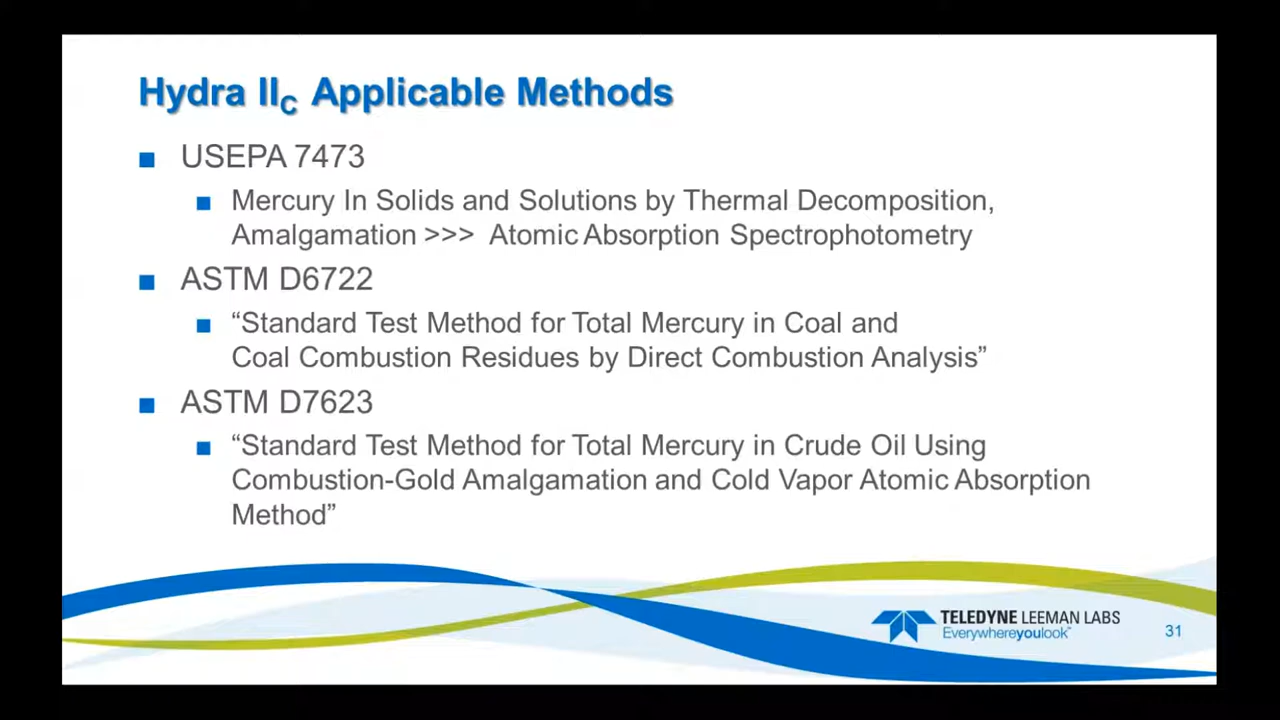 Hydra IIC Applicable Methods
USEPA 7473
Mercury In Solids and Solutions by Thermal Decomposition,
Amalgamation >>> Atomic Absorption Spectrophotometry
ASTM D6722
“Standard Test Method for Total Mercury in Coal and
Coal Combustion Residues by Direct Combustion Analysis”
ASTM D7623
“Standard Test Method for Total Mercury in Crude Oil Using
Combustion-Gold Amalgamation and Cold Vapor Atomic Absorption
Method”
TELEDYNE LEEMAN LABS
Everywhereyoulook™
31